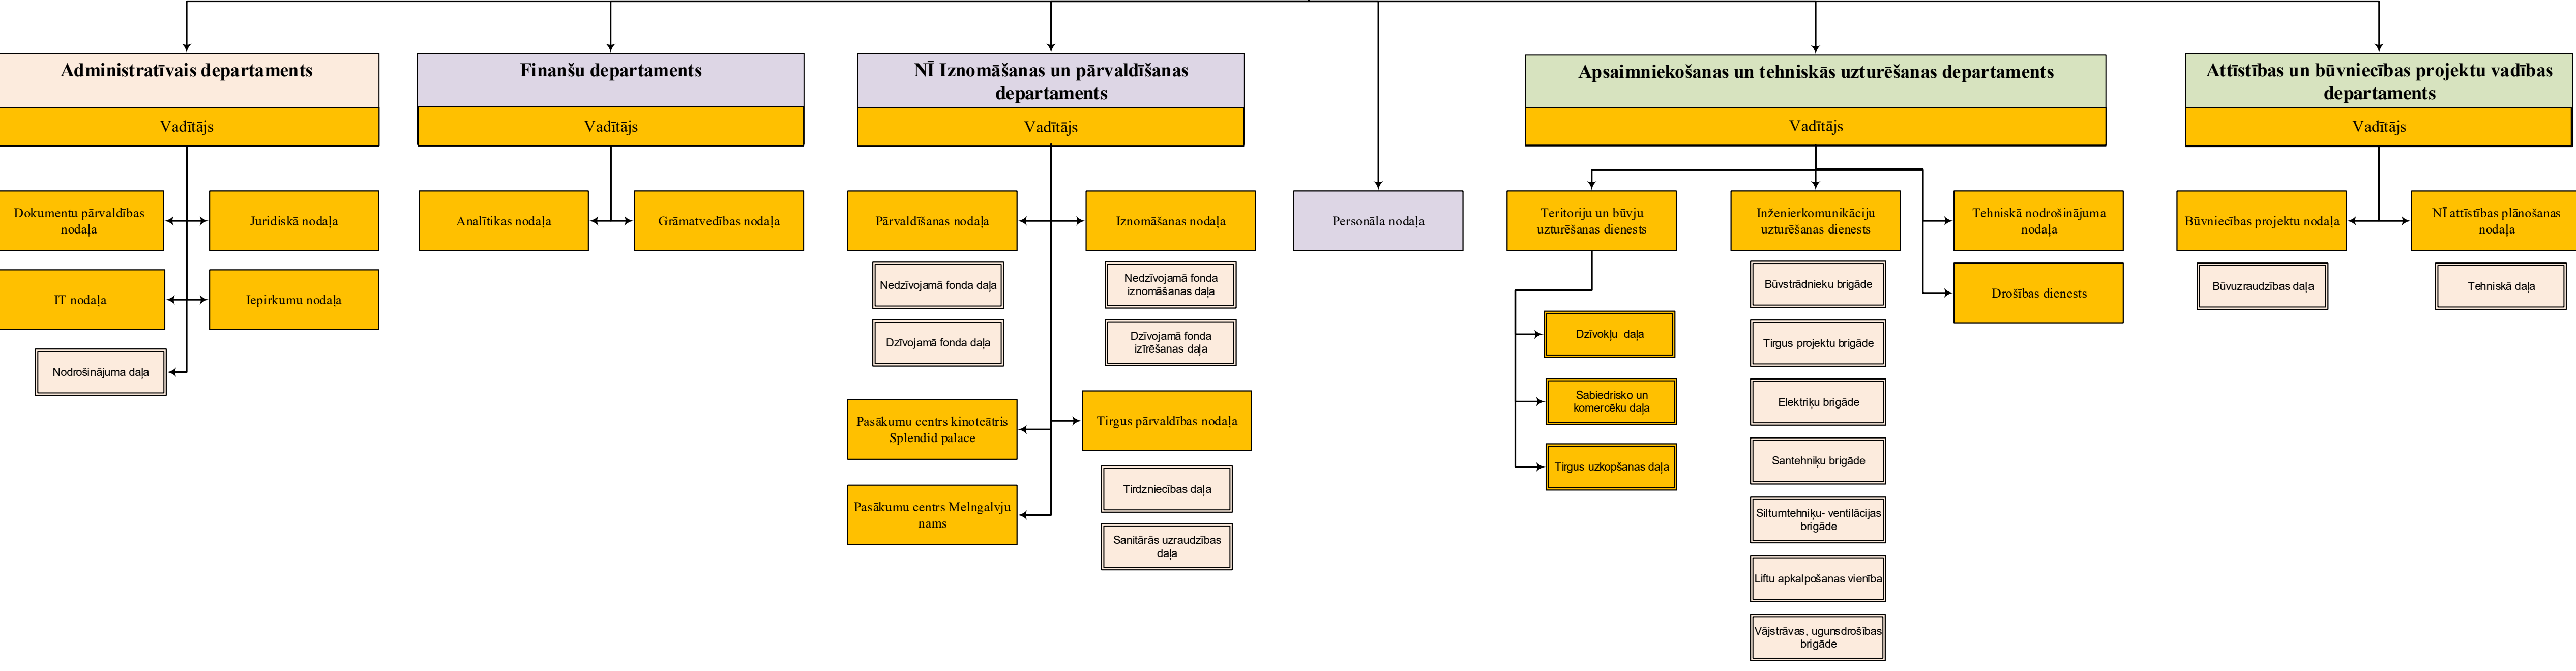 Administratīvais departaments
Vadītājs
Dokumentu pārvaldības
nodaļa
Juridiskā nodaļa
IT nodaļa
Iepirkumu nodaļa
Nodrošinājuma daļa
Finanšu departaments
Vadītājs
Analītikas nodaļa
Grāmatvedības nodaļa
NĪ Iznomāšanas un pārvaldīšanas
departaments
Vadītājs
Pārvaldīšanas nodaļa
Iznomāšanas nodaļa
Nedzīvojamā fonda daļa
Nedzīvojamā fonda
iznomāšanas daļa
Dzīvojamā fonda daļa
Dzīvojamā fonda
izīrēšanas daļa
Pasākumu centrs kinoteātris
Splendid palace
Tirgus pārvaldības nodaļa
Pasākumu centrs Melngalvju
nams
Tirdzniecības daļa
Sanitārās uzraudzības
daļa
Personāla nodaļa
Apsaimniekošanas un tehniskās uzturēšanas departaments
Vadītājs
Teritoriju un būvju
uzturēšanas dienests
Dzīvokļu daļa
Sabiedrisko un
komercēku daļa
Tirgus uzkopšanas daļa
Inženierkomunikāciju
uzturēšanas dienests
Būvstrādnieku brigāde
Tirgus projektu brigāde
Elektriķu brigāde
Santehniķu brigāde
Siltumtehniķu- ventilācijas
brigāde
Liftu apkalpošanas vienība
Vājstrāvas, ugunsdrošības
brigāde
Tehniskā nodrošinājuma
nodaļa
Drošības dienests
Attīstības un būvniecības projektu vadības
departaments
Vadītājs
Būvniecības projektu nodaļa
NĪ attīstības plānošanas
nodaļa
Būvuzraudzības daļa
Tehniskā daļa